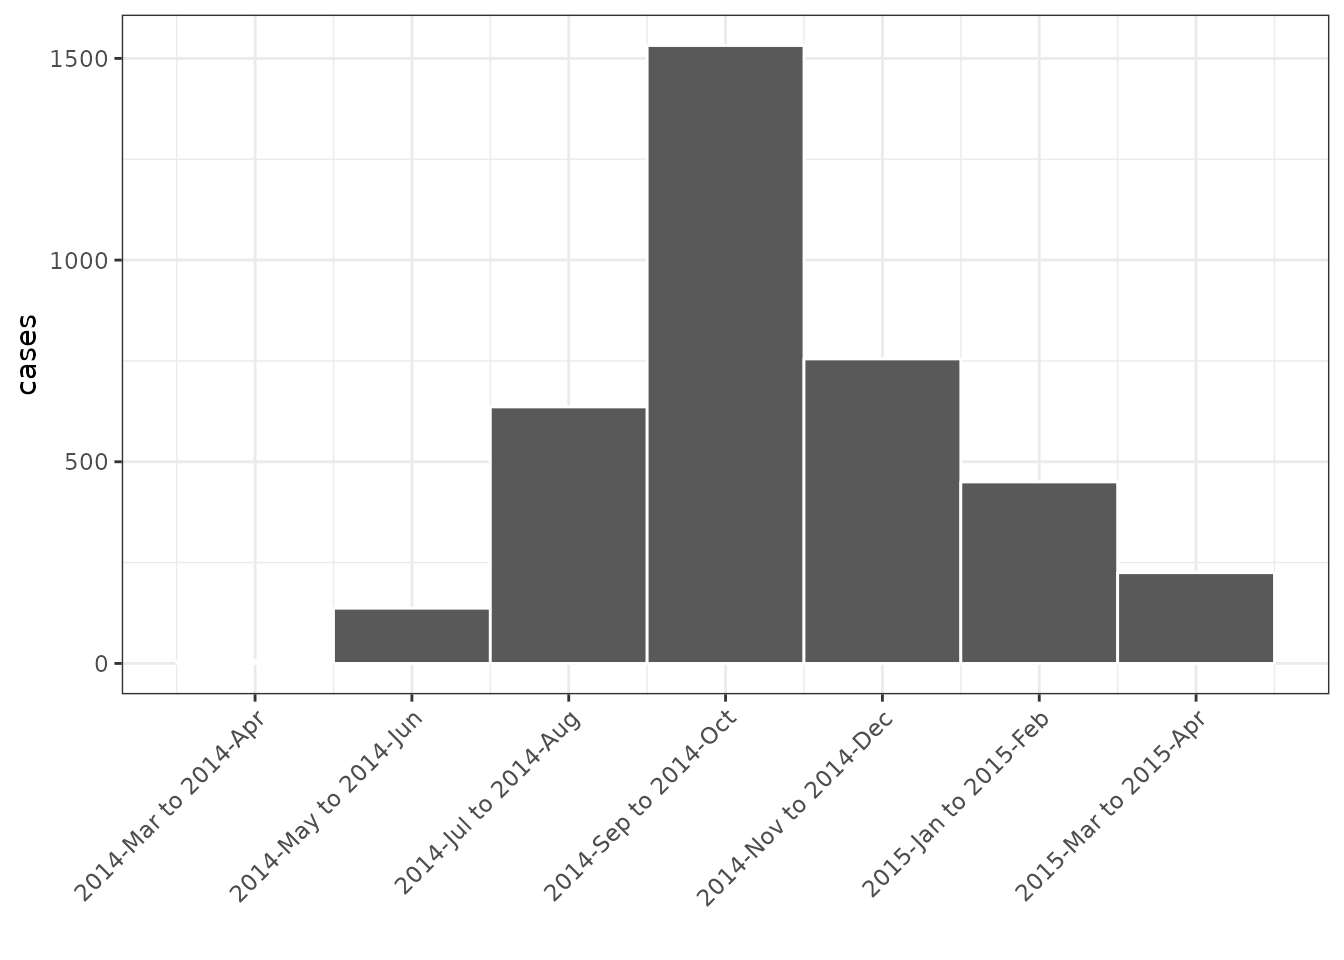 1500
1000
500
0
cases
2014-Mar to 2014-Apr
2014-May to 2014-Jun
2014-Jul to 2014-Aug
2014-Sep to 2014-Oct
2014-Nov to 2014-Dec
2015-Jan to 2015-Feb
2015-Mar to 2015-Apr